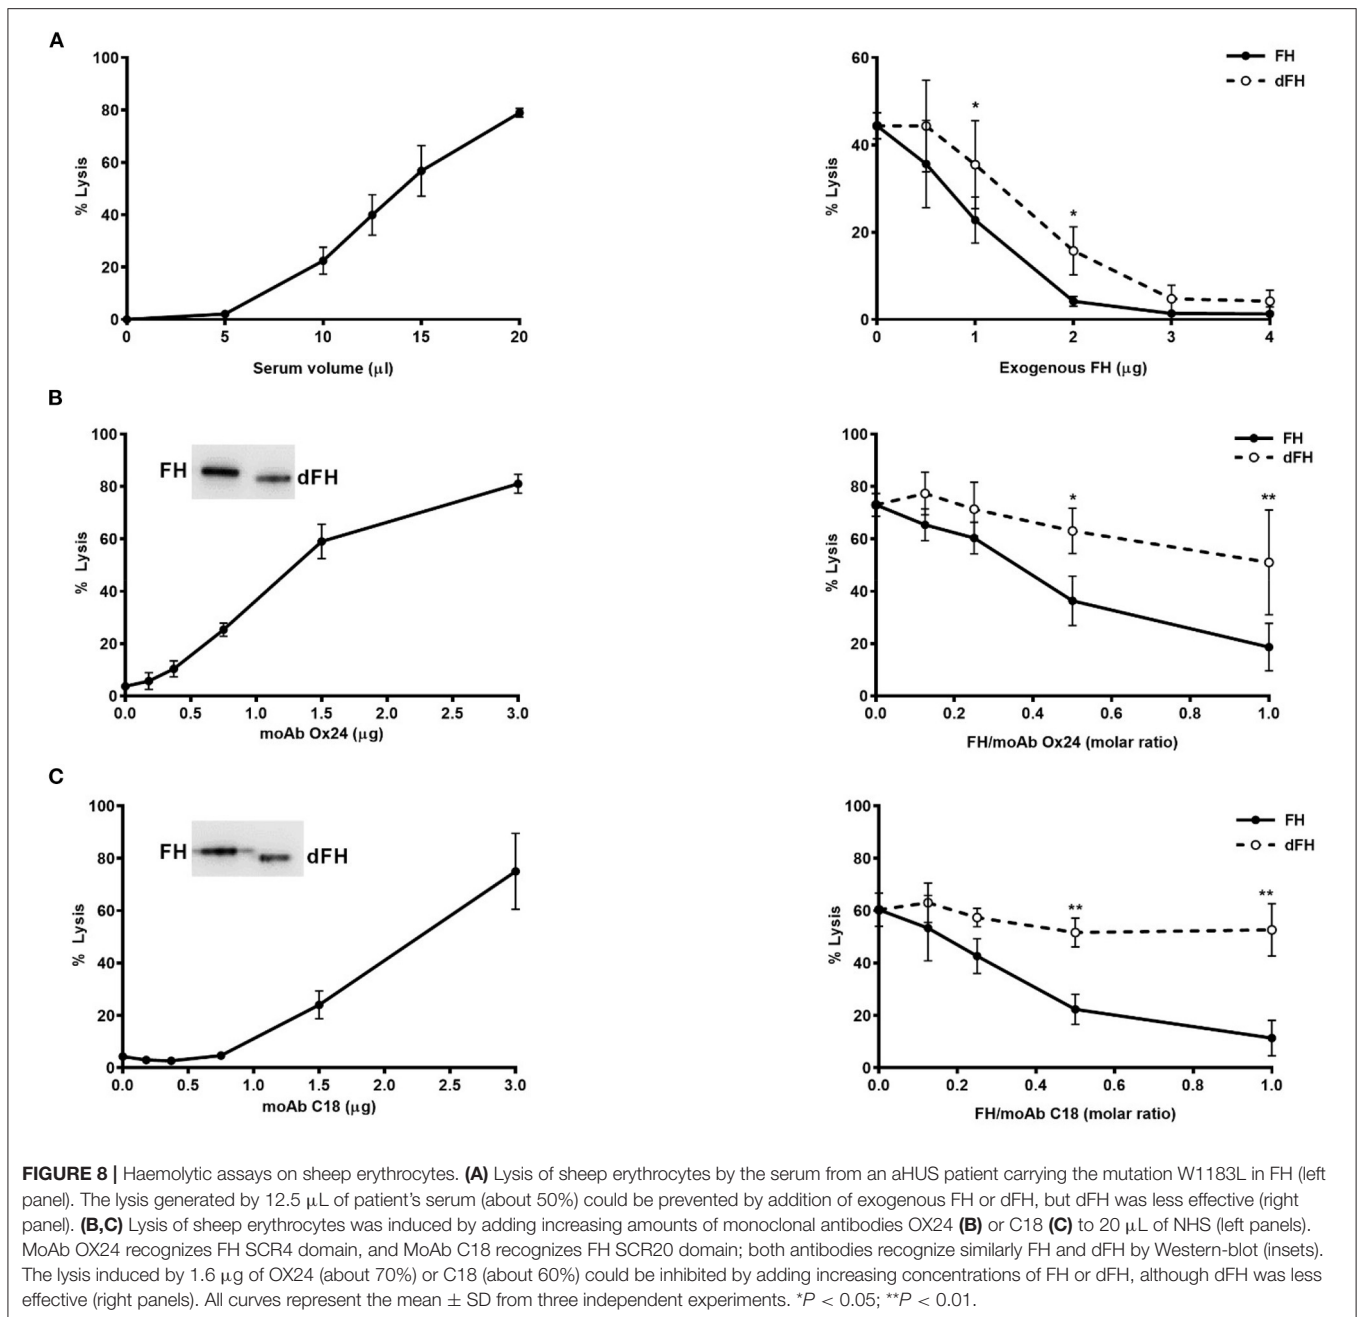 A
100
80
60
40
20
0
% Lysis
0 5 10 15 20
Serum volume (μl)
60
40
20
0
% Lysis
* *
0 1 2 3 4
Exogenous FH (μg)
FH
dFH
B
100
80
60
40
20
0
% Lysis
FH dFH
0.0 0.5 1.0 1.5 2.0 2.5 3.0
moAb Ox24 (μg)
100
80
60
40
20
0
% Lysis
* **
0.0 0.2 0.4 0.6 0.8 1.0
FH/moAb Ox24 (molar ratio)
FH
dFH
C
100
80
60
40
20
0
% Lysis
FH dFH
0.0 0.5 1.0 1.5 2.0 2.5 3.0
moAb C18 (μg)
100
80
60
40
20
0
% Lysis
** **
0.0 0.2 0.4 0.6 0.8 1.0
FH/moAb C18 (molar ratio)
FH
dFH
FIGURE 8 | Haemolytic assays on sheep erythrocytes. (A) Lysis of sheep erythrocytes by the serum from an aHUS patient carrying the mutation W1183L in FH (left
panel). The lysis generated by 12.5 μL of patient's serum (about 50%) could be prevented by addition of exogenous FH or dFH, but dFH was less effective (right
panel). (B,C) Lysis of sheep erythrocytes was induced by adding increasing amounts of monoclonal antibodies OX24 (B) or C18 (C) to 20 μL of NHS (left panels).
MoAb OX24 recognizes FH SCR4 domain, and MoAb C18 recognizes FH SCR20 domain; both antibodies recognize similarly FH and dFH by Western-blot (insets).
The lysis induced by 1.6 μg of OX24 (about 70%) or C18 (about 60%) could be inhibited by adding increasing concentrations of FH or dFH, although dFH was less
effective (right panels). All curves represent the mean ± SD from three independent experiments. *P < 0.05; **P < 0.01.